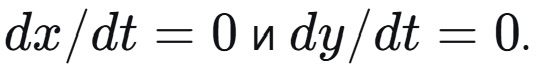 dx/dt = 0 и dy/dt = 0.